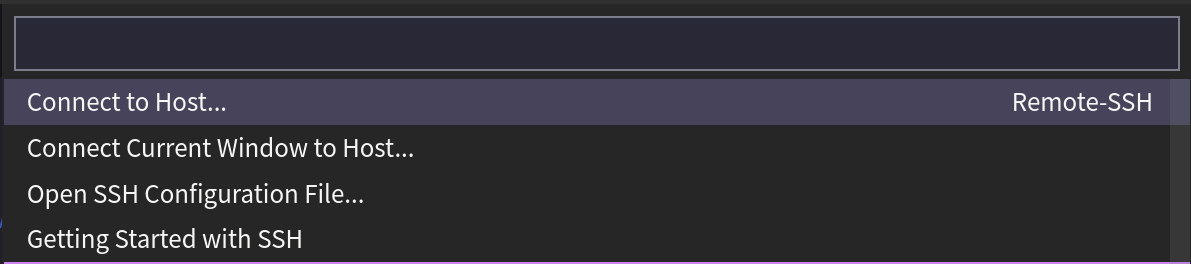 Connect to Host... Remote-SSH
Connect Current Window to Host...
Open SSH Configuration File...
Getting Started with SSH